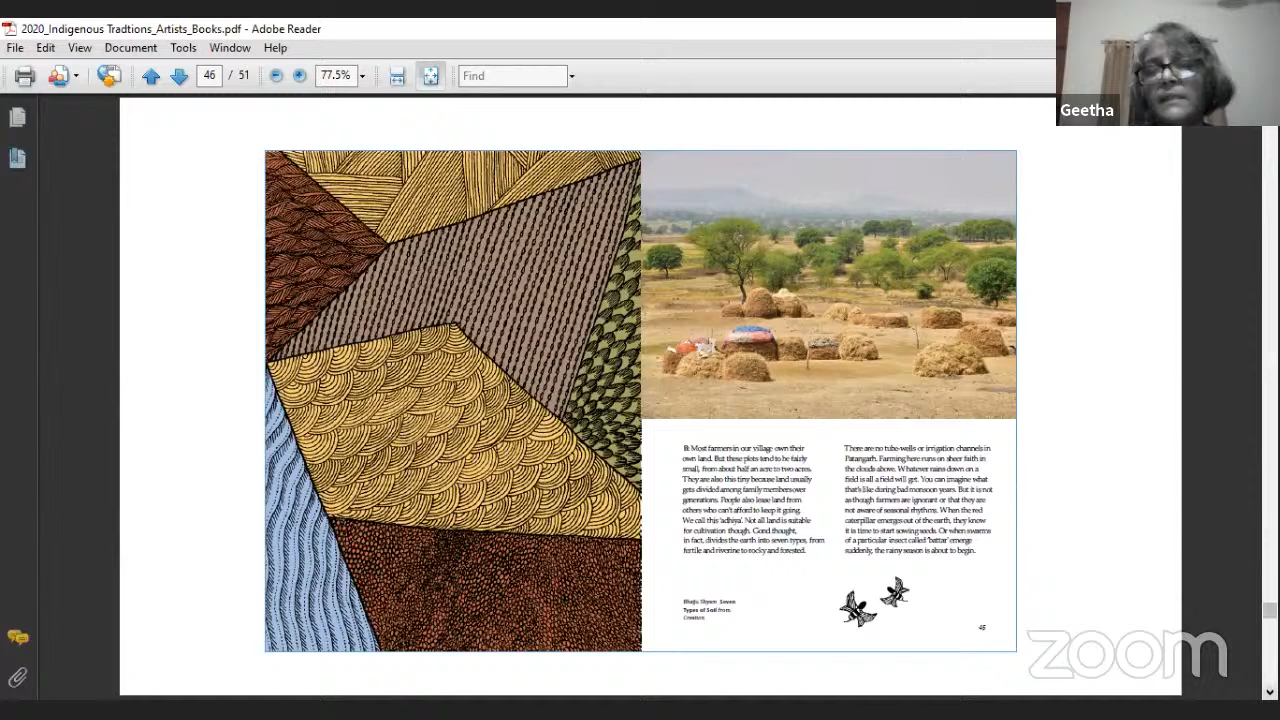 2020_Indigenous Tradtions_Artists_Books.pdf - Adobe Reader
File Edit View Document Tools Window Help
46 / 51 77.5% Find
Geetha
B: Most farmers in our village own their
own land. But these plots tend to be fairly
small, from about half an acre to two acres.
They are also this tiny because land usually
gets divided among family members over
generations. People also lease land from
others who can't afford to keep it going.
We call this 'adhiya'. Not all land is suitable
for cultivation though. Gond thought,
in fact, divides the earth into seven types, from
fertile and riverine to rocky and forested.
There are no tube-wells or irrigation channels in
Patangarh. Farming here runs on sheer faith in
the clouds above. Whatever rains down on a
field is all a field will get. You can imagine what
that's like during bad monsoon years. But it is not
as though farmers are ignorant or that they are
not aware of seasonal rhythms. When the red
caterpillar emerges out of the earth, they know
it is time to start sowing seeds. Or when swarms
of a particular insect called 'battar' emerge
suddenly, the rainy season is about to begin.
Bhajju Shyam Seven
Types of Soil from
Creation
45
zoom